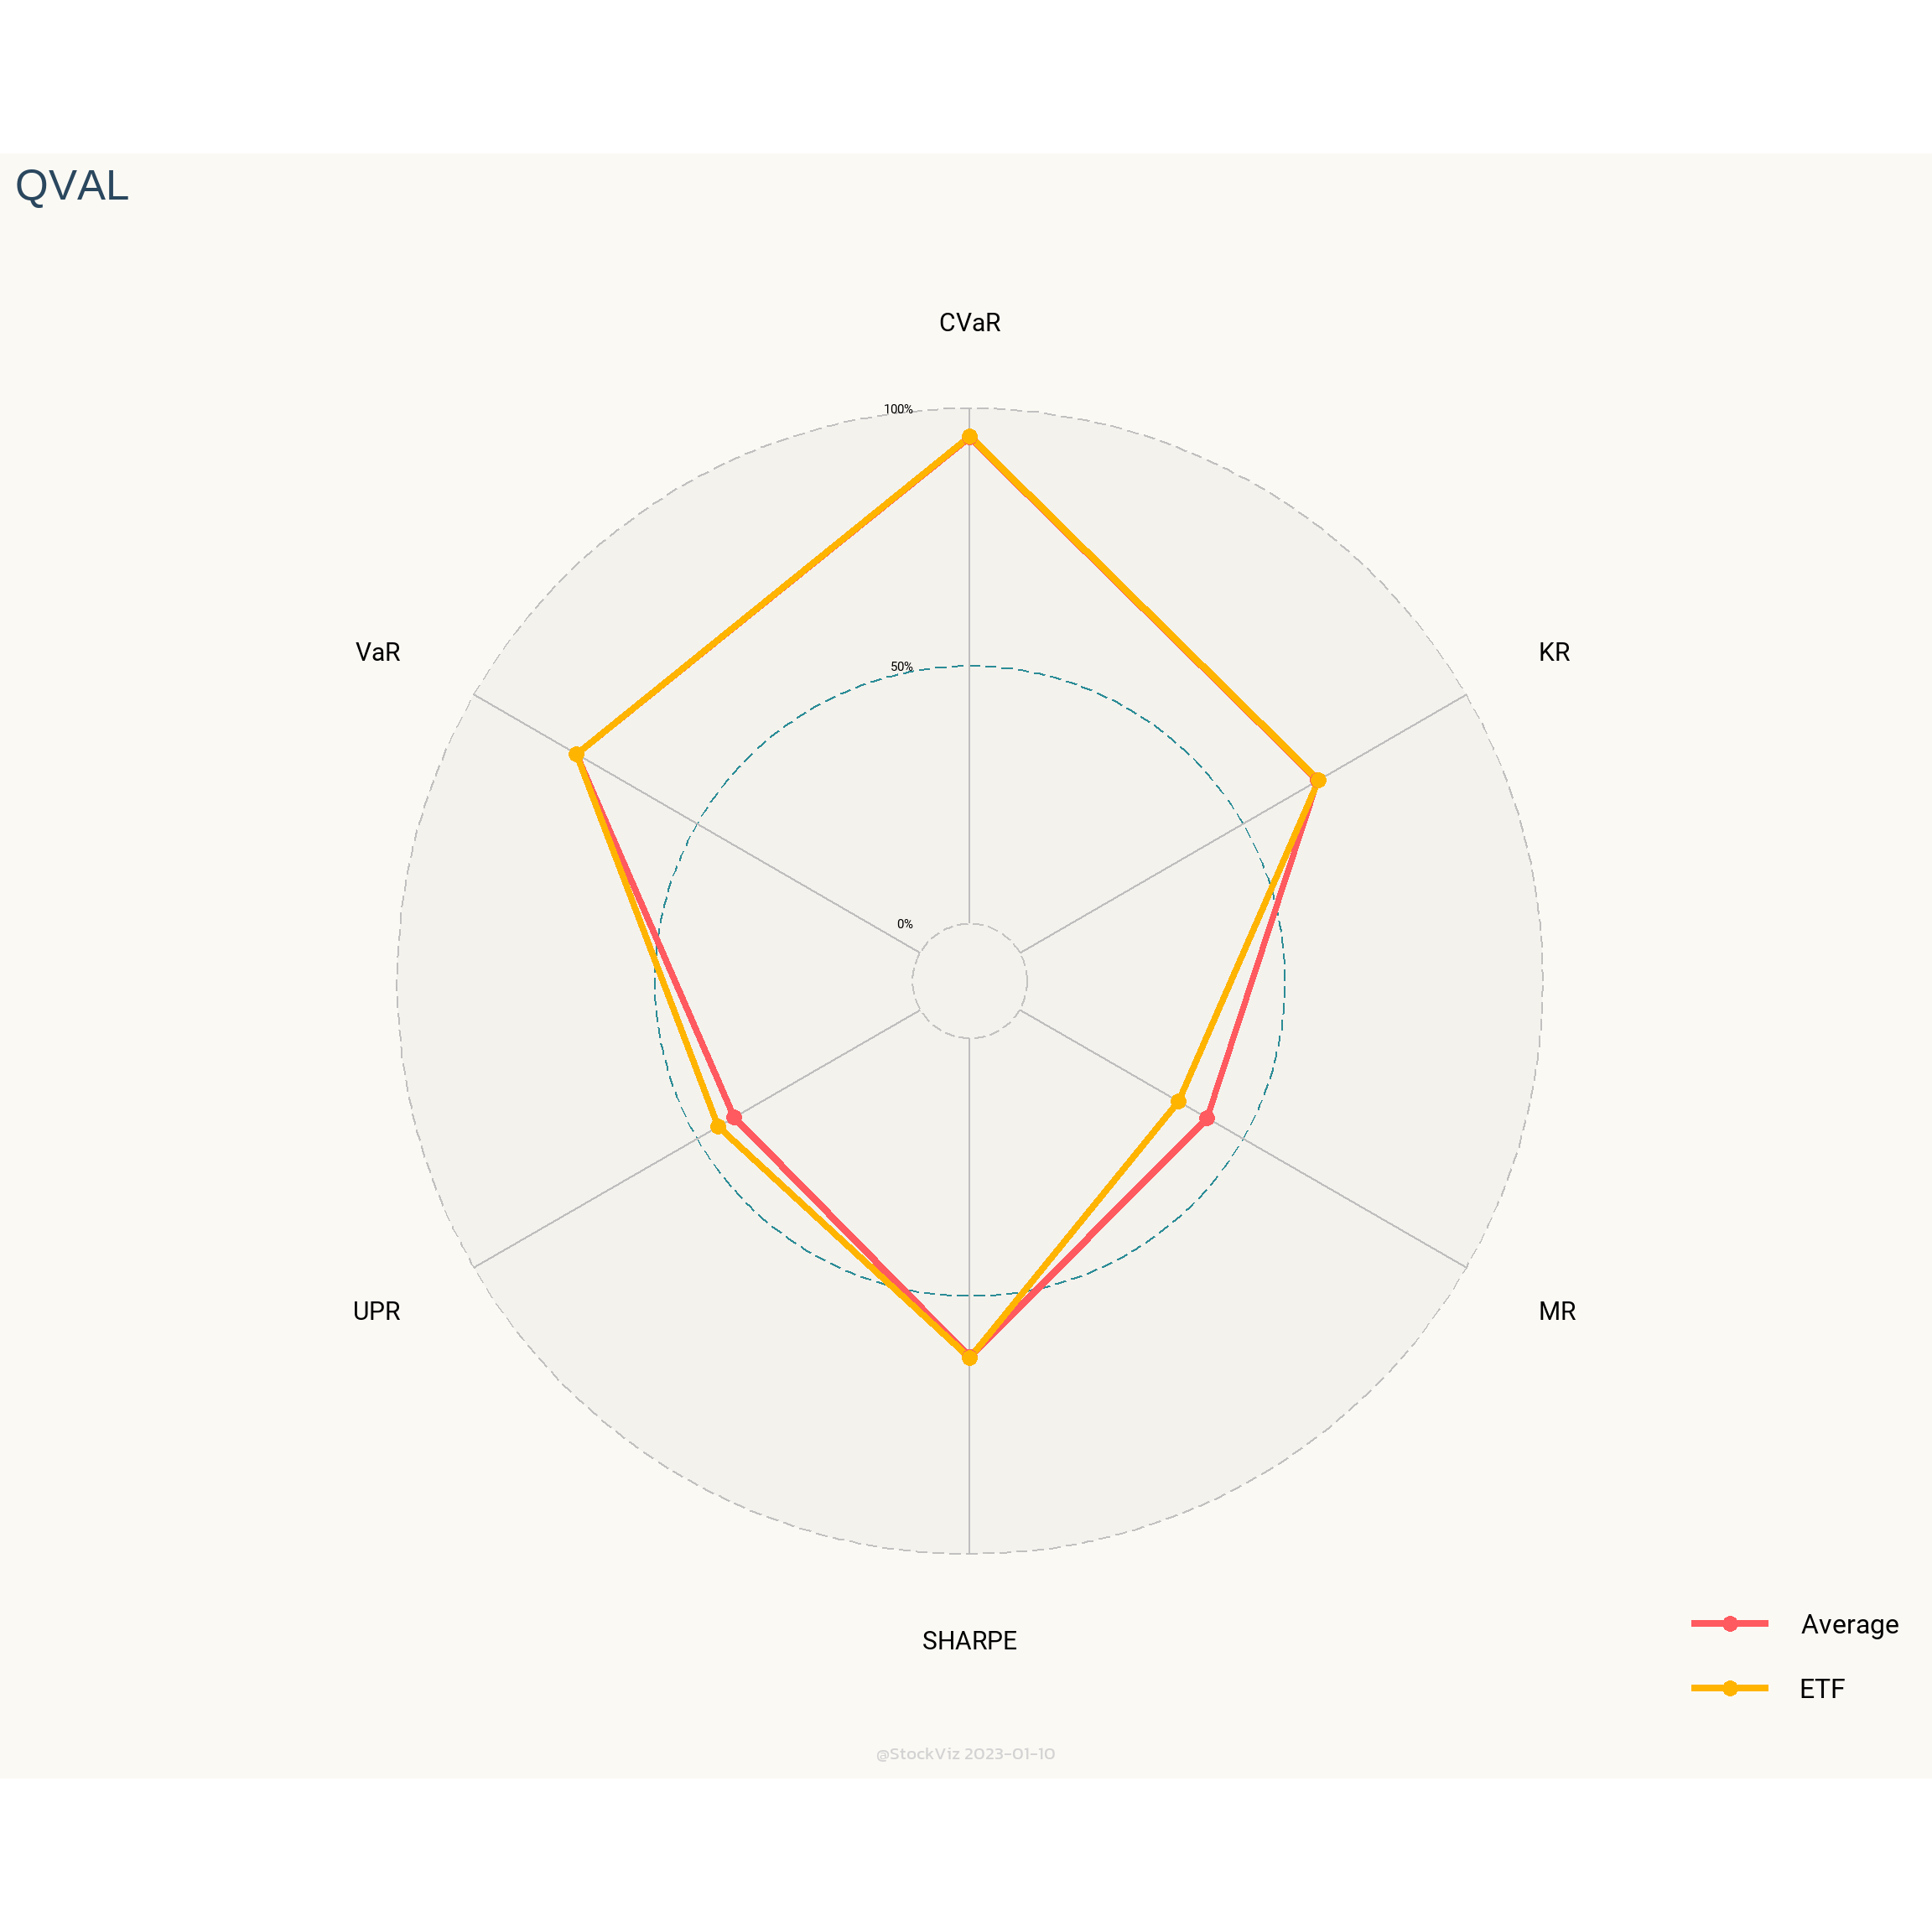 QVAL
CVaR
100%
VaR
KR
50%
0%
UPR
MR
SHARPE
Average
ETF
@StockViz 2023-01-10